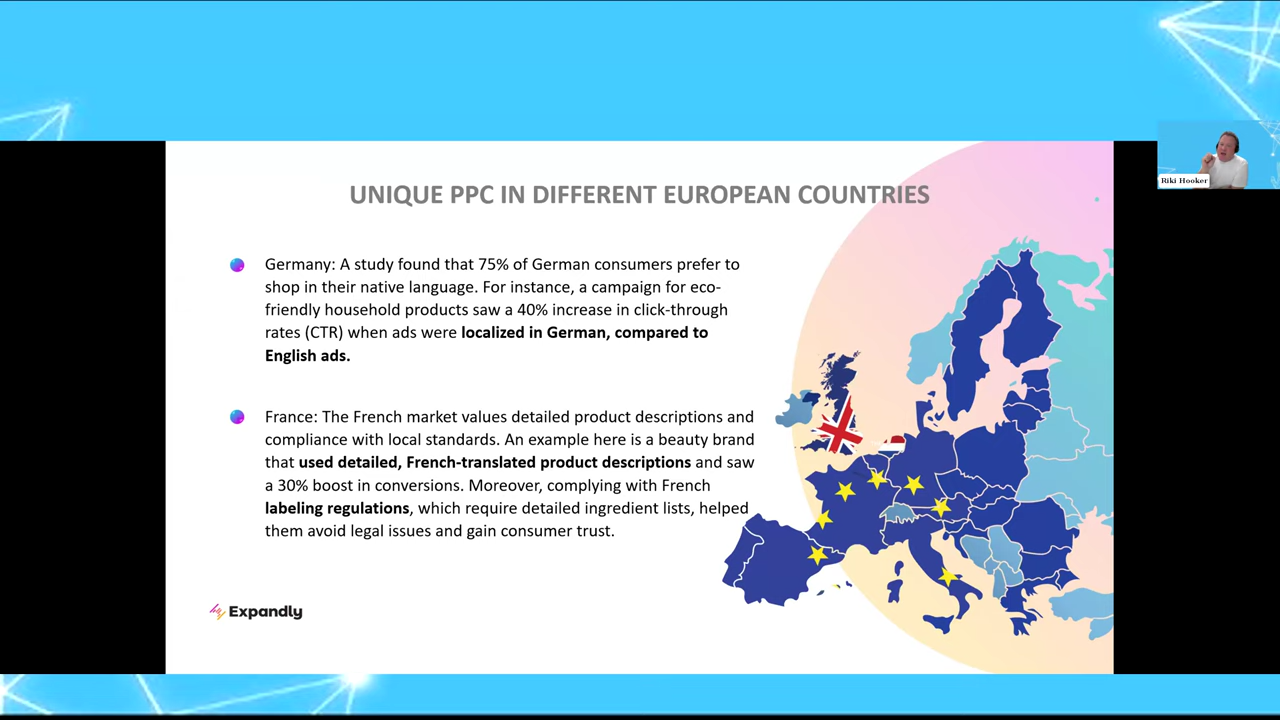 UNIQUE PPC IN DIFFERENT EUROPEAN COUNTRIES
Riki Hooker
Germany: A study found that 75% of German consumers prefer to
shop in their native language. For instance, a campaign for eco-
friendly household products saw a 40% increase in click-through
rates (CTR) when ads were localized in German, compared to
English ads.
France: The French market values detailed product descriptions and
compliance with local standards. An example here is a beauty brand
that used detailed, French-translated product descriptions and saw
a 30% boost in conversions. Moreover, complying with French
labeling regulations, which require detailed ingredient lists, helped
them avoid legal issues and gain consumer trust.
Expandly